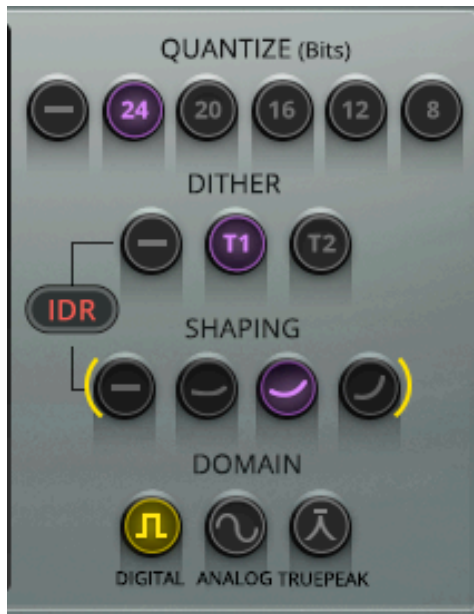 QUANTIZE (Bits)
24 20 16 12 8
DITHER
T1 T2
IDR
SHAPING
DOMAIN
DIGITAL ANALOG TRUEPEAK